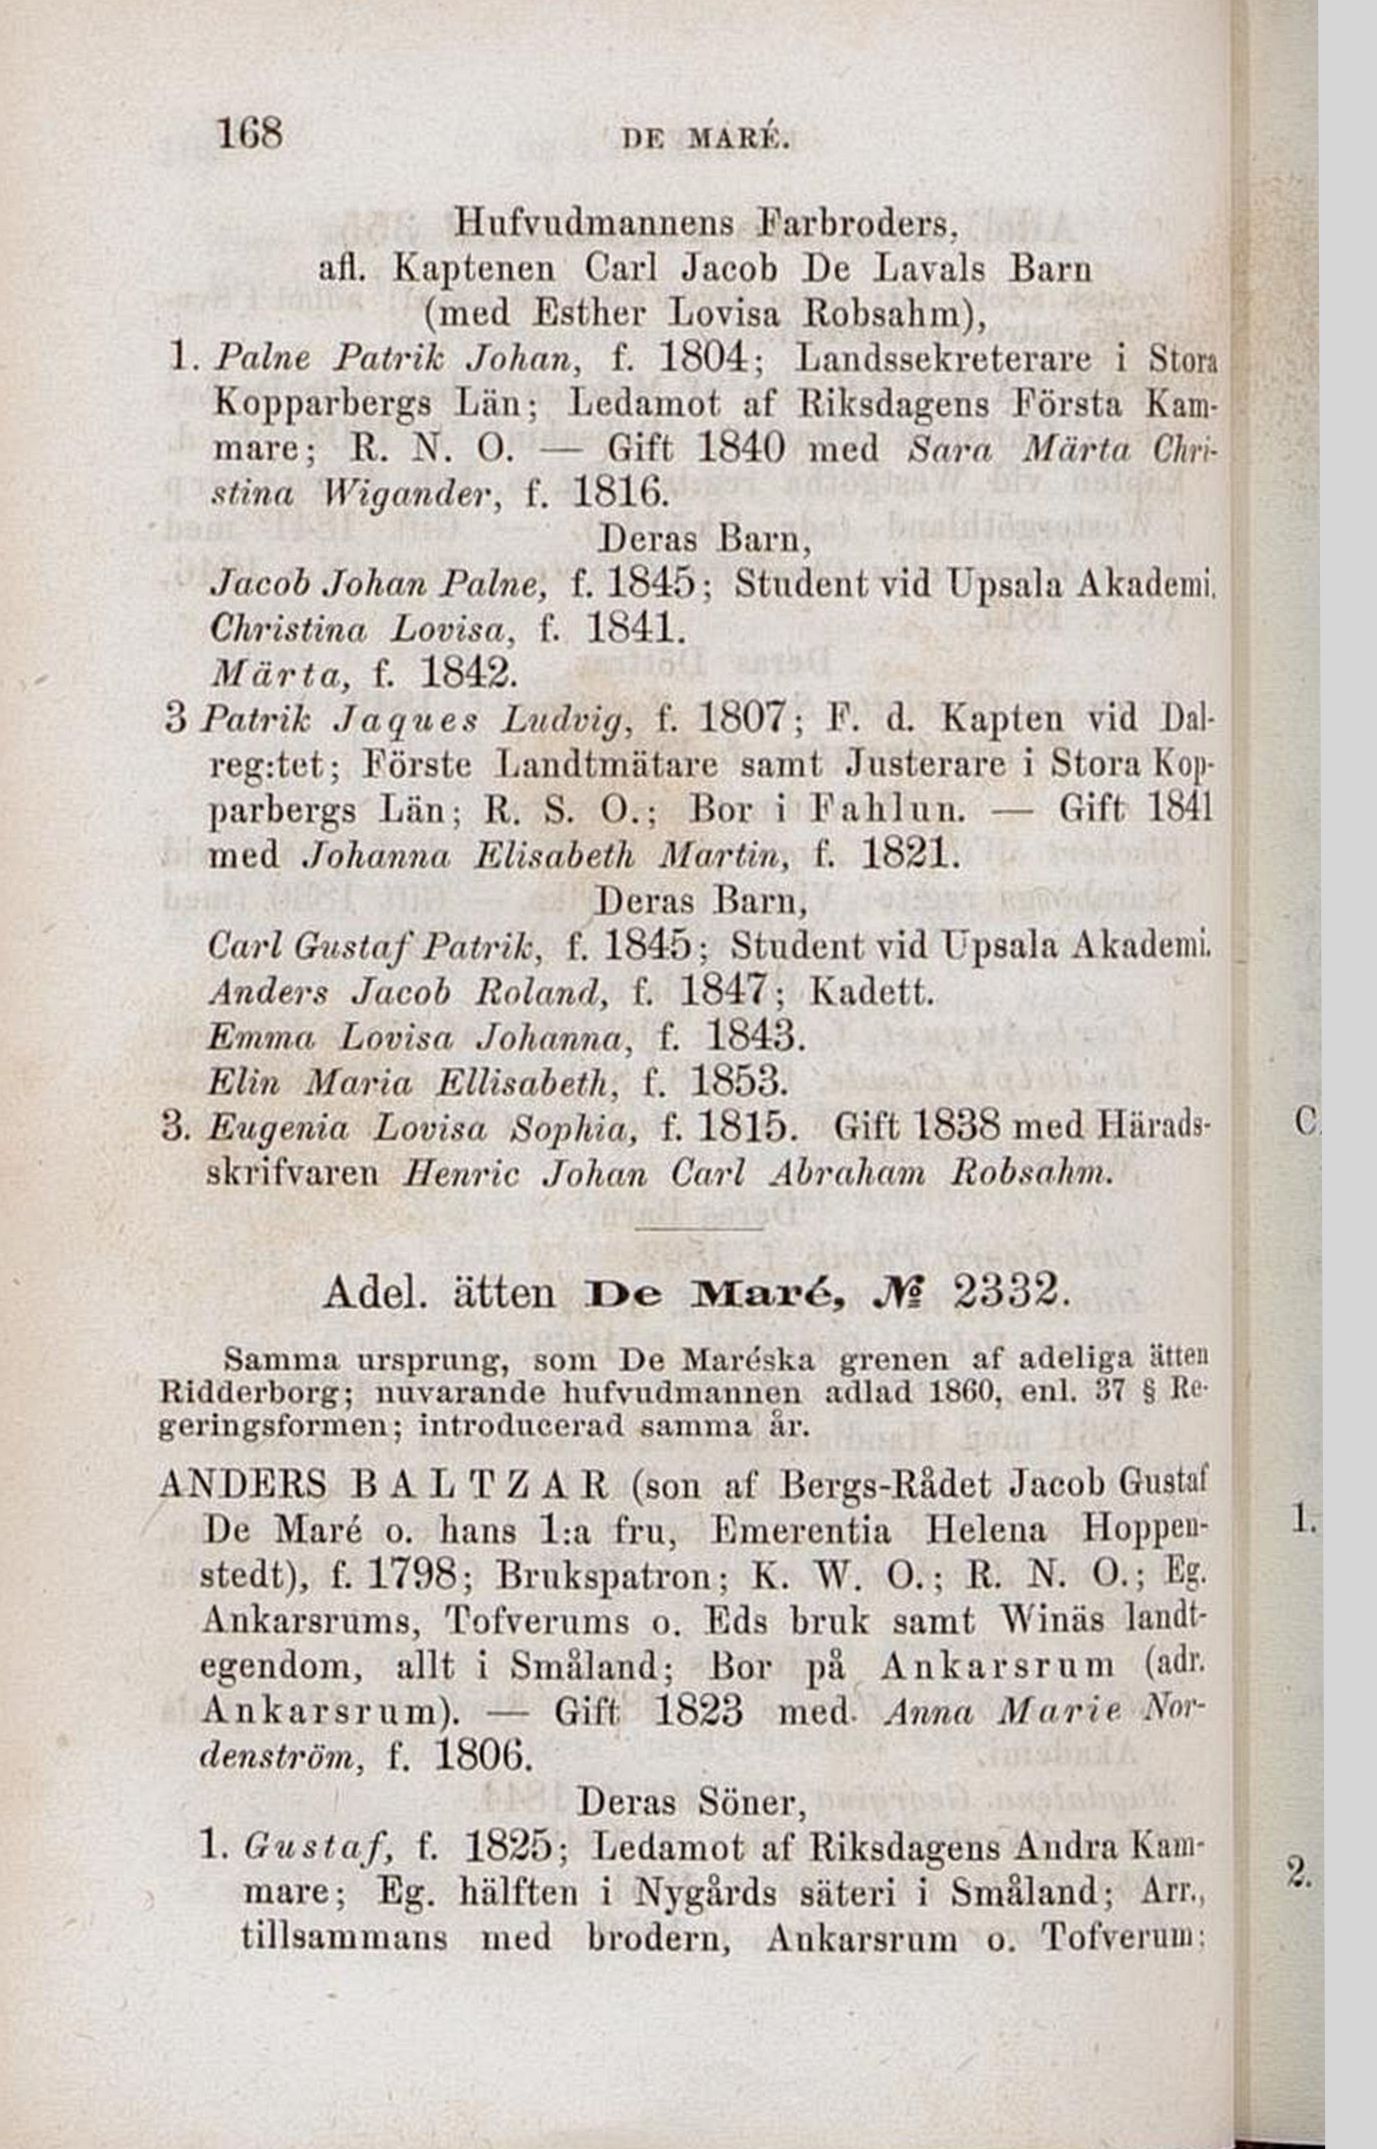 168 DE MARÉ.
Hufvudmannens Farbroders,
afl. Kaptenen Carl Jacob De Lavals Barn
(med Esther Lovisa Robsahm),
1. Palne Patrik Johan, f. 1804; Landssekreterare i Stora
Kopparbergs Län; Ledamot af Riksdagens Första Kam-
mare; R. N. O. — Gift 1840 med Sara Märta Chri-
stina Wigander, f. 1816.
Deras Barn,
Jacob Johan Palne, f. 1845; Student vid Upsala Akademi.
Christina Lovisa, f. 1841.
Märta, f. 1842.
3 Patrik Jaques Ludvig, f. 1807; F. d. Kapten vid Dal-
reg:tet; Förste Landtmätare samt Justerare i Stora Kop-
parbergs Län; R. S. O.; Bor i Fahlun. — Gift 1841
med Johanna Elisabeth Martin, f. 1821.
Deras Barn,
Carl Gustaf Patrik, f. 1845; Student vid Upsala Akademi.
Anders Jacob Roland, f. 1847; Kadett.
Emma Lovisa Johanna, f. 1843.
Elin Maria Ellisabeth, f. 1853.
3. Eugenia Lovisa Sophia, f. 1815. Gift 1838 med Härads-
skrifvaren Henric Johan Carl Abraham Robsahm.
Adel. ätten De Maré, № 2332.
Samma ursprung, som De Maréska grenen af adeliga ätten
Ridderborg; nuvarande hufvudmannen adlad 1860, enl. 37 § Re-
geringsformen; introducerad samma år.
ANDERS BALTZAR (son af Bergs-Rådet Jacob Gustaf
De Maré o. hans 1:a fru, Emerentia Helena Hoppen-
stedt), f. 1798; Brukspatron; K. W. O.; R. N. O.; Eg.
Ankarsrums, Tofverums o. Eds bruk samt Winäs landt-
egendom, allt i Småland; Bor på Ankarsrum (adr.
Ankarsrum). — Gift 1823 med. Anna Marie Nor-
denström, f. 1806.
Deras Söner,
1. Gustaf, f. 1825; Ledamot af Riksdagens Andra Kam-
mare; Eg. hälften i Nygårds säteri i Småland; Arr.,
tillsammans med brodern, Ankarsrum o. Tofverum;
C.
1.
2.